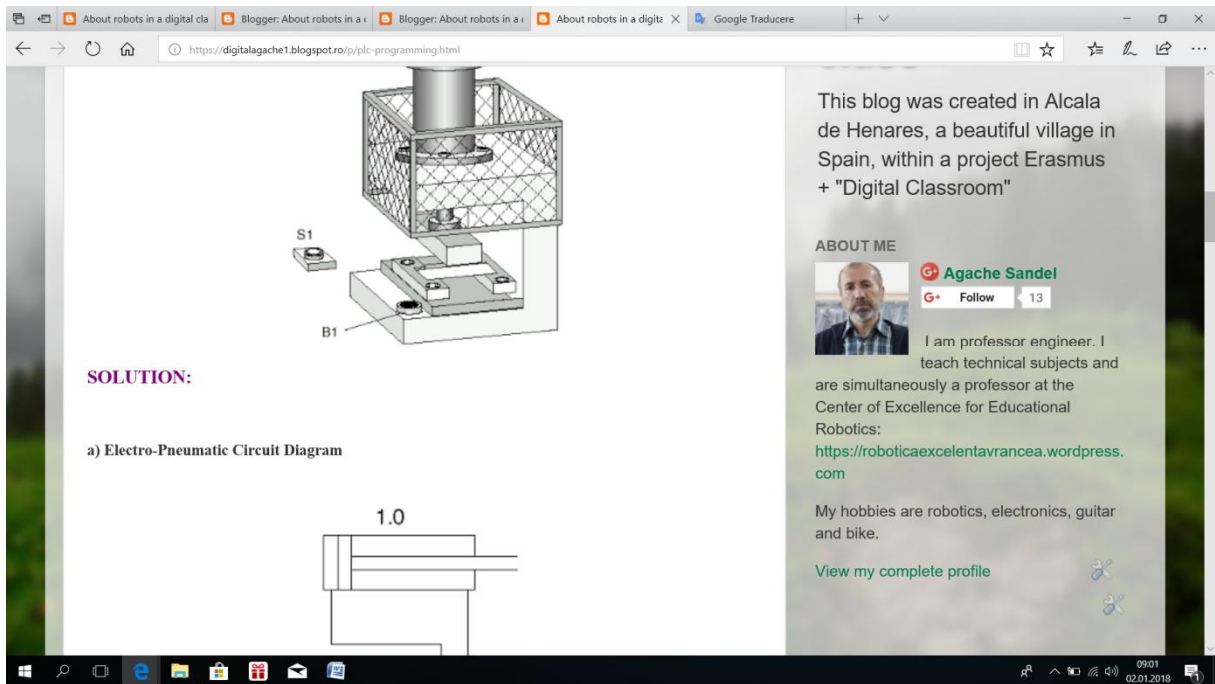 About robots in a digital cla
Blogger: About robots in a
Blogger: About robots in a
About robots in a digita
Google Traducere
https://digitalagache1.blogspot.ro/p/plc-programming.html
S1
B1
SOLUTION:
a) Electro-Pneumatic Circuit Diagram
1.0
This blog was created in Alcala
de Henares, a beautiful village in
Spain, within a project Erasmus
+ "Digital Classroom"
ABOUT ME
G+ Agache Sandel
G+ Follow 13
I am professor engineer. I
teach technical subjects and
are simultaneously a professor at the
Center of Excellence for Educational
Robotics:
https://roboticaexcelentavrancea.wordpress.
com
My hobbies are robotics, electronics, guitar
and bike.
View my complete profile
09:01
02.01.2018